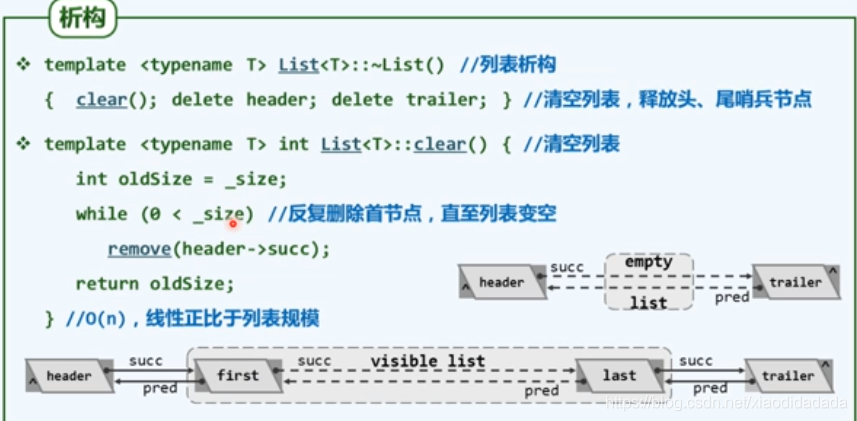 析构
❖ template <typename T> List<T>::~List() //列表析构
{ clear(); delete header; delete trailer; } //清空列表，释放头、尾哨兵节点
❖ template <typename T> int List<T>::clear() { //清空列表
int oldSize = _size;
while (0 < _size) //反复删除首节点，直至列表变空
remove(header->succ);
return oldSize;
} //O(n)，线性正比于列表规模
header
succ
empty
list
pred
trailer
header
succ
pred
first
succ
visible list
pred
last
succ
pred
trailer
https://blog.csdn.net/xiaodidadada